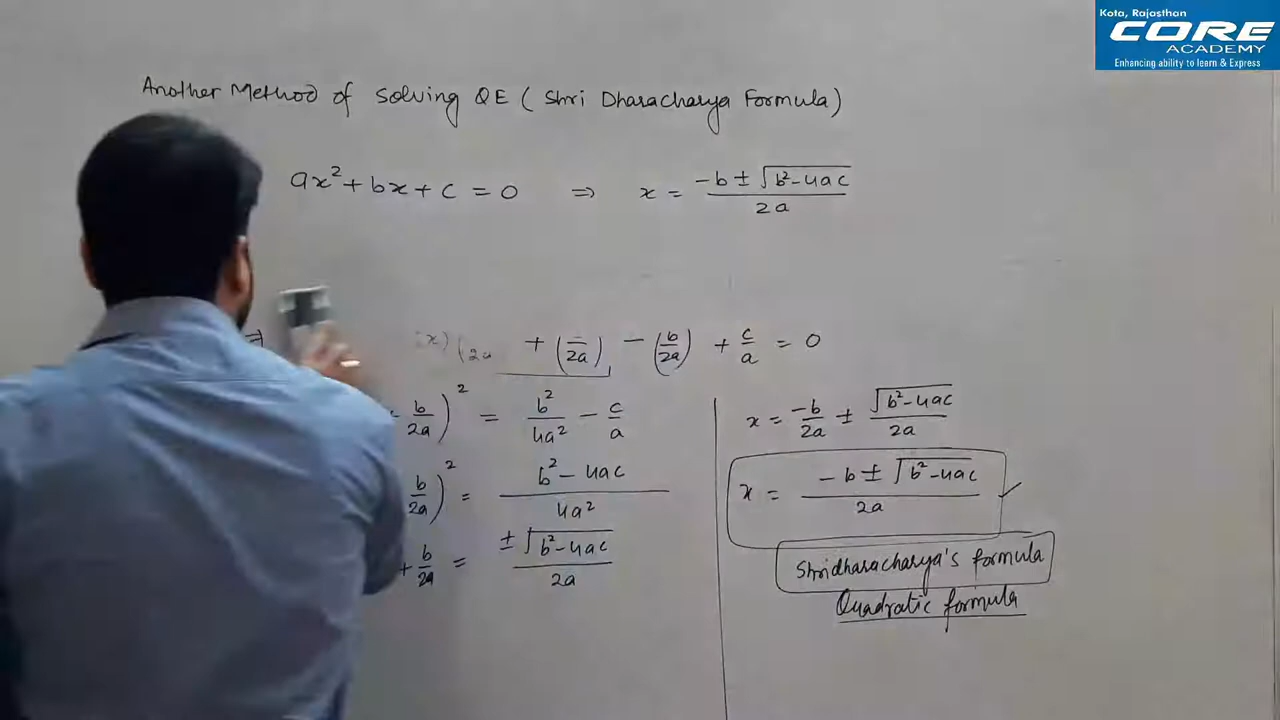 Kota, Rajasthan
CORE
ACADEMY
Enhancing ability to learn & Express
Another Method of Solving QE ( Shri Dharacharya Formula)
ax² + bx + c = 0 ⇒ x = (-b ± √(b²-4ac))/2a
+ ( /2a) - (b/2a) + c/a = 0
b/2a)² = b²/4a² - c/a
b/2a)² = (b² - 4ac)/4a²
+ b/2a = ±√(b²-4ac)/2a
x = -b/2a ± √(b²-4ac)/2a
x = (-b ± √(b²-4ac))/2a ✓
Shridharacharya's formula
Quadratic formula